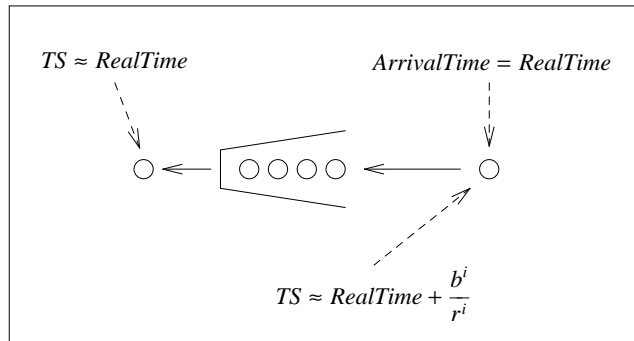 TS ≈ RealTime
ArrivalTime = RealTime
TS ≈ RealTime + b^i / r^i